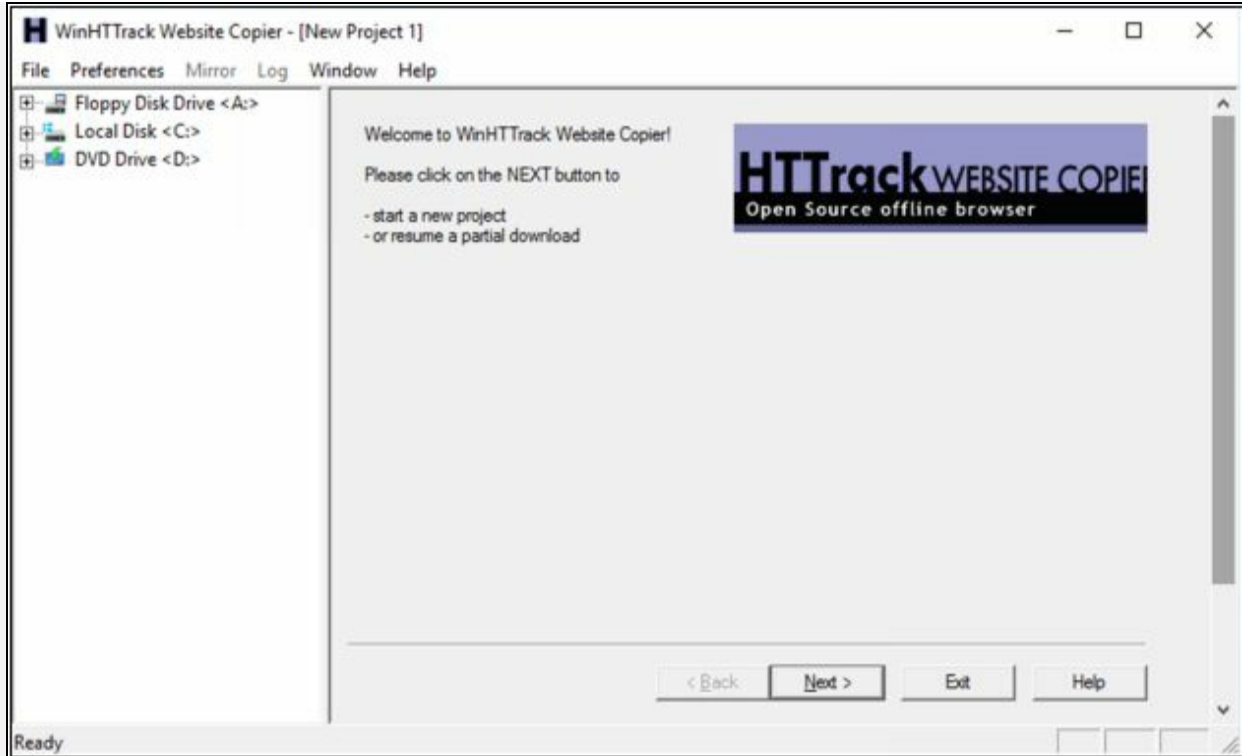 WinHTTrack Website Copier - [New Project 1]
File Preferences Mirror Log Window Help
Floppy Disk Drive <A:>
Local Disk <C:>
DVD Drive <D:>
Welcome to WinHTTrack Website Copier!
Please click on the NEXT button to
- start a new project
- or resume a partial download
HTTrack WEBSITE COPIE
Open Source offline browser
< Back Next > Exit Help
Ready